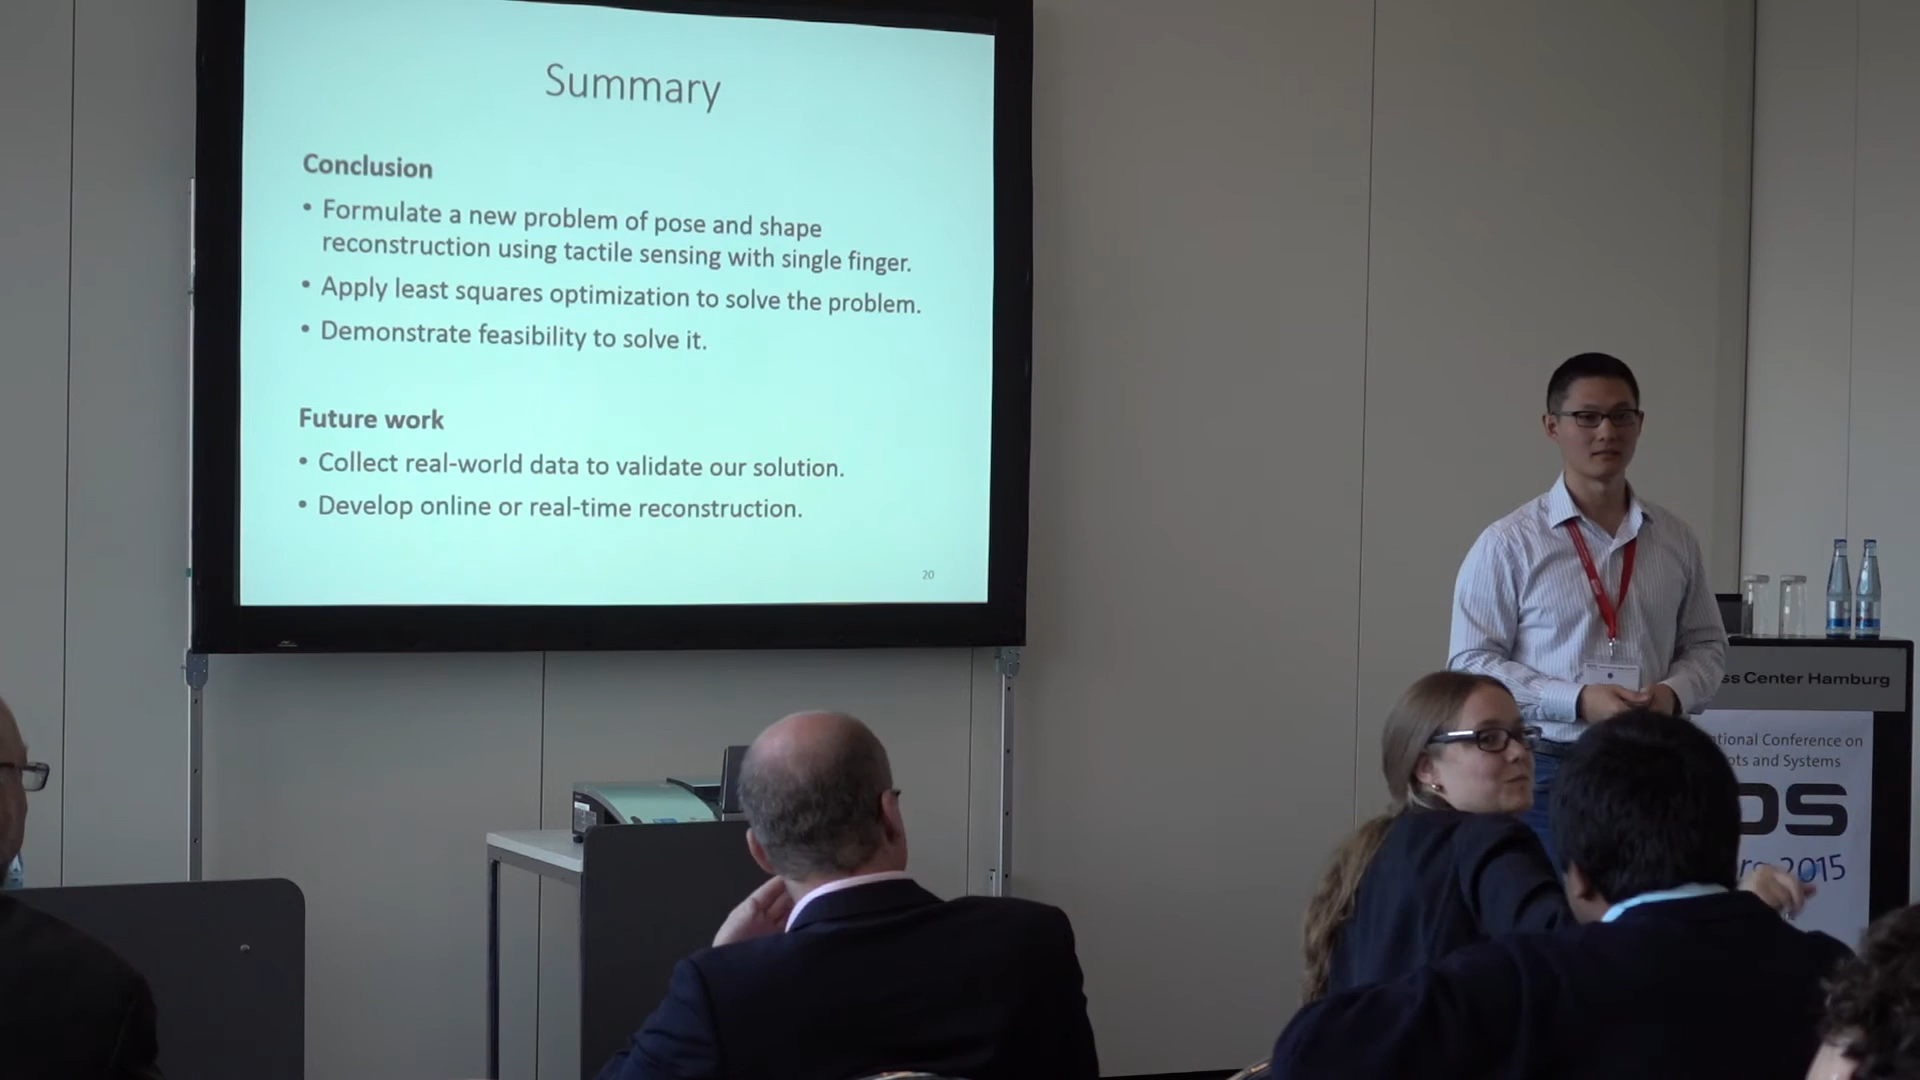 Summary
Conclusion
• Formulate a new problem of pose and shape
reconstruction using tactile sensing with single finger.
• Apply least squares optimization to solve the problem.
• Demonstrate feasibility to solve it.
Future work
• Collect real-world data to validate our solution.
• Develop online or real-time reconstruction.
20
ss Center Hamburg
ational Conference on
ots and Systems
OS
2015